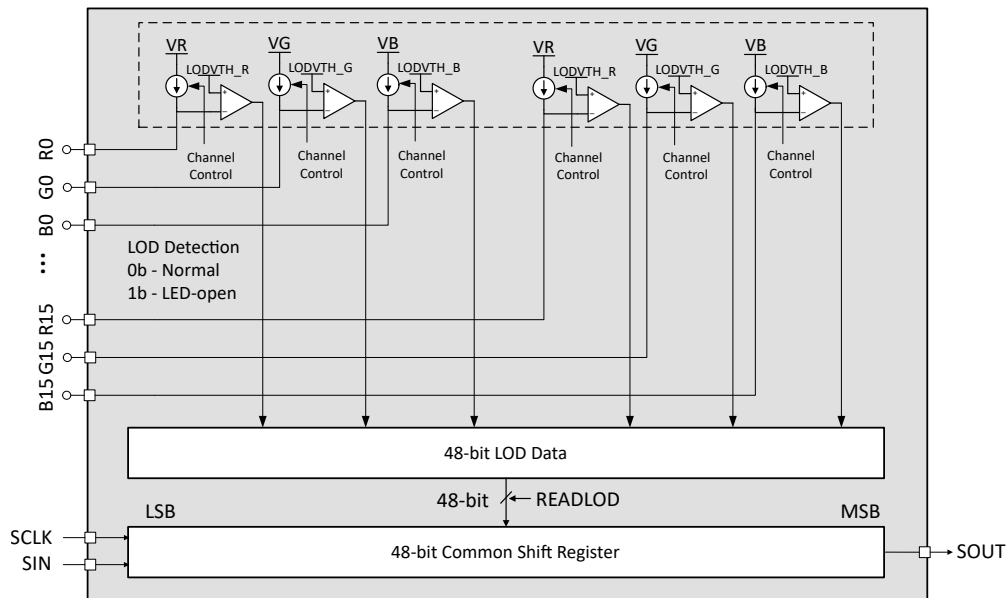 VR VG VB VR VG VB
LODVTH_R LODVTH_G LODVTH_B LODVTH_R LODVTH_G LODVTH_B
+ + + + + +
− − − − − −
Channel Control
Channel Control
Channel Control
Channel Control
Channel Control
Channel Control
R0
G0
B0
...
R15
G15
B15
LOD Detection
0b - Normal
1b - LED-open
48-bit LOD Data
48-bit READLOD
LSB MSB
SCLK
SIN
48-bit Common Shift Register
SOUT